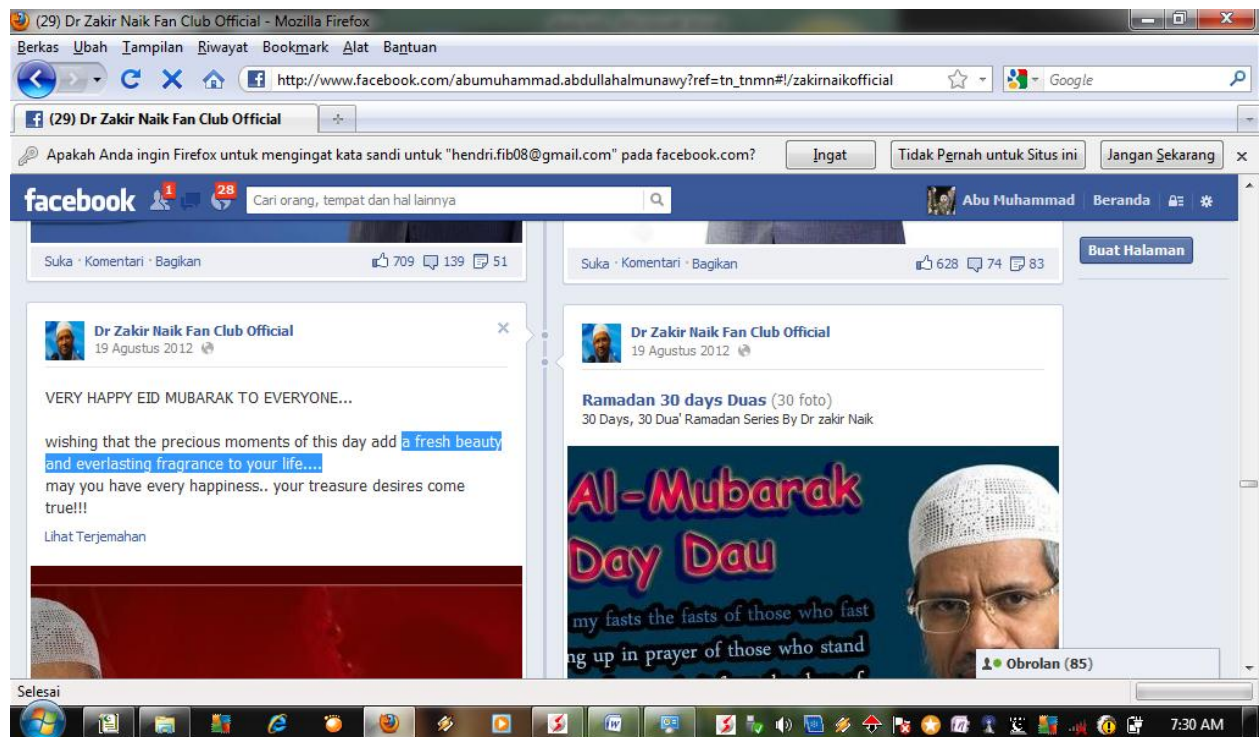 (29) Dr Zakir Naik Fan Club Official - Mozilla Firefox
Berkas Ubah Tampilan Riwayat Bookmark Alat Bantuan
http://www.facebook.com/abumuhammad.abdullahalmunawy?ref=tn_tnmn#!/zakirnaikofficial
Google
(29) Dr Zakir Naik Fan Club Official
Apakah Anda ingin Firefox untuk mengingat kata sandi untuk "hendri.fib08@gmail.com" pada facebook.com? Ingat Tidak Pernah untuk Situs ini Jangan Sekarang
facebook 1 28 Cari orang, tempat dan hal lainnya Abu Muhammad Beranda
Suka · Komentari · Bagikan 709 139 51
Suka · Komentari · Bagikan 628 74 83
Buat Halaman
Dr Zakir Naik Fan Club Official
19 Agustus 2012
VERY HAPPY EID MUBARAK TO EVERYONE...
wishing that the precious moments of this day add a fresh beauty
and everlasting fragrance to your life....
may you have every happiness.. your treasure desires come
true!!!
Lihat Terjemahan
Dr Zakir Naik Fan Club Official
19 Agustus 2012
Ramadan 30 days Duas (30 foto)
30 Days, 30 Dua' Ramadan Series By Dr zakir Naik
Al-Mubarak
Day Dau
my fasts the fasts of those who fast
ng up in prayer of those who stand
Obrolan (85)
Selesai
7:30 AM